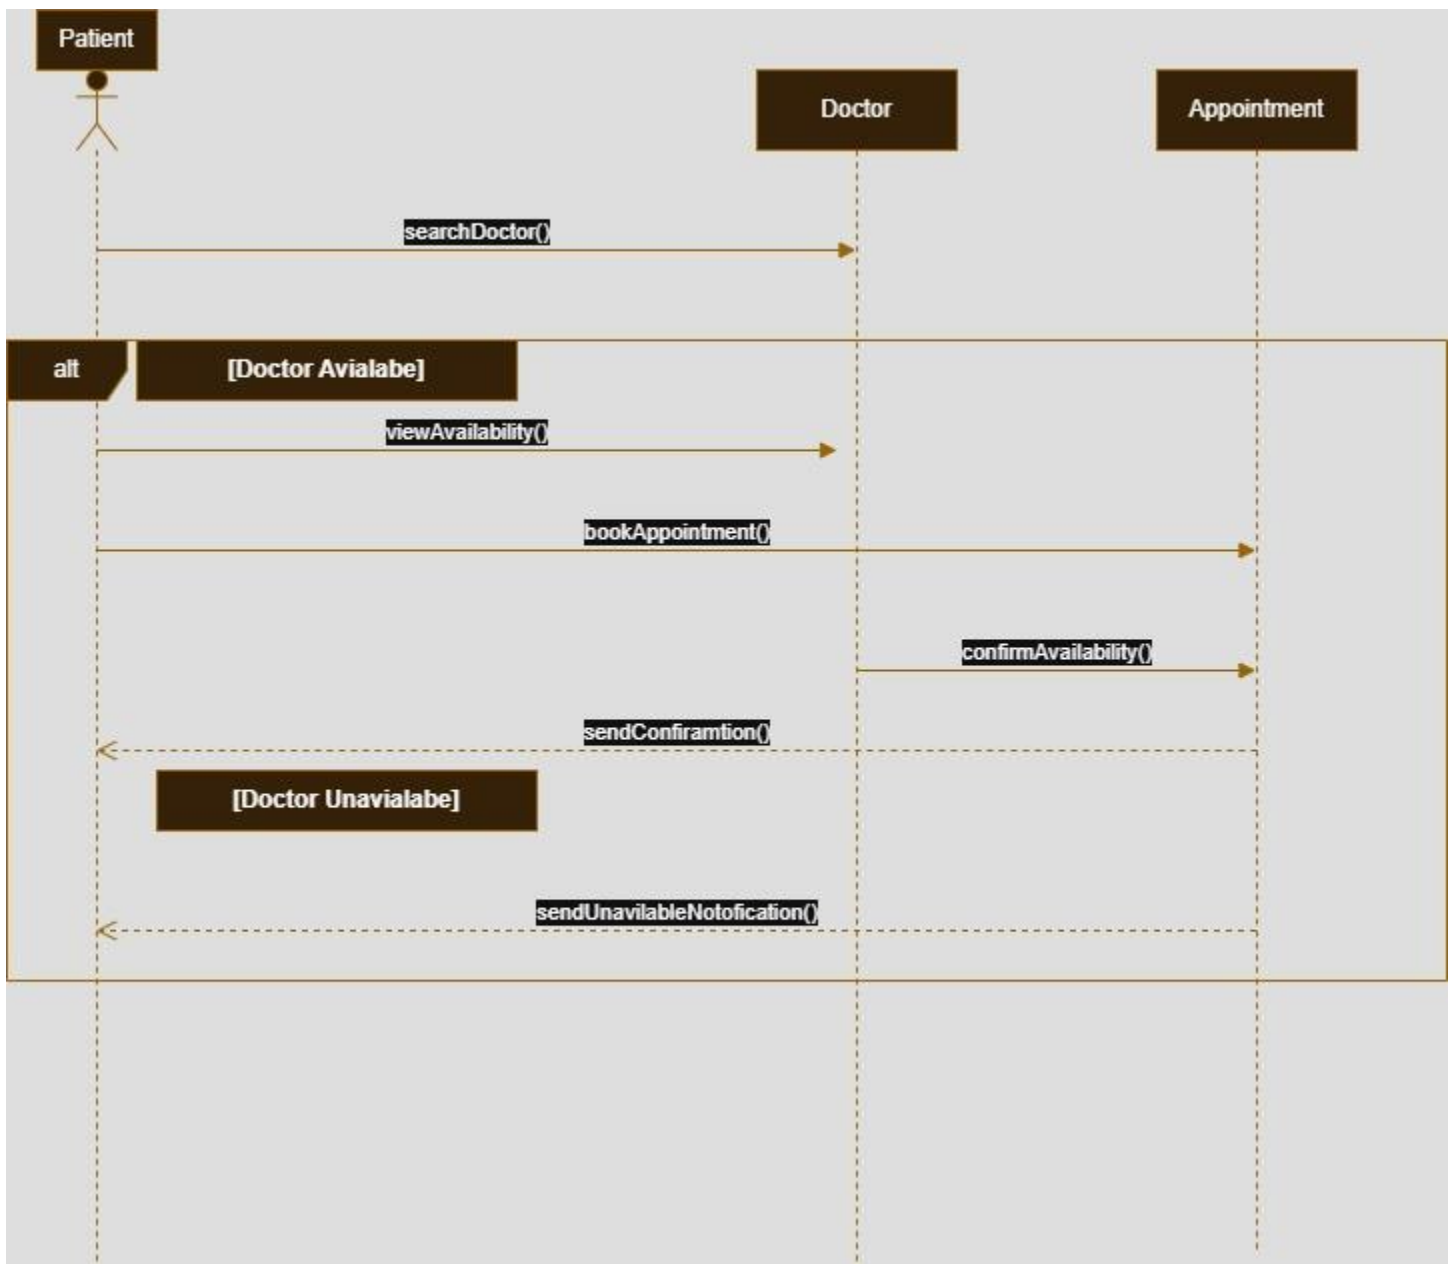 Patient
Doctor
Appointment
searchDoctor()
alt
[Doctor Avialabe]
viewAvailability()
bookAppointment()
confirmAvailability()
sendConfiramtion()
[Doctor Unavialabe]
sendUnavilableNotofication()